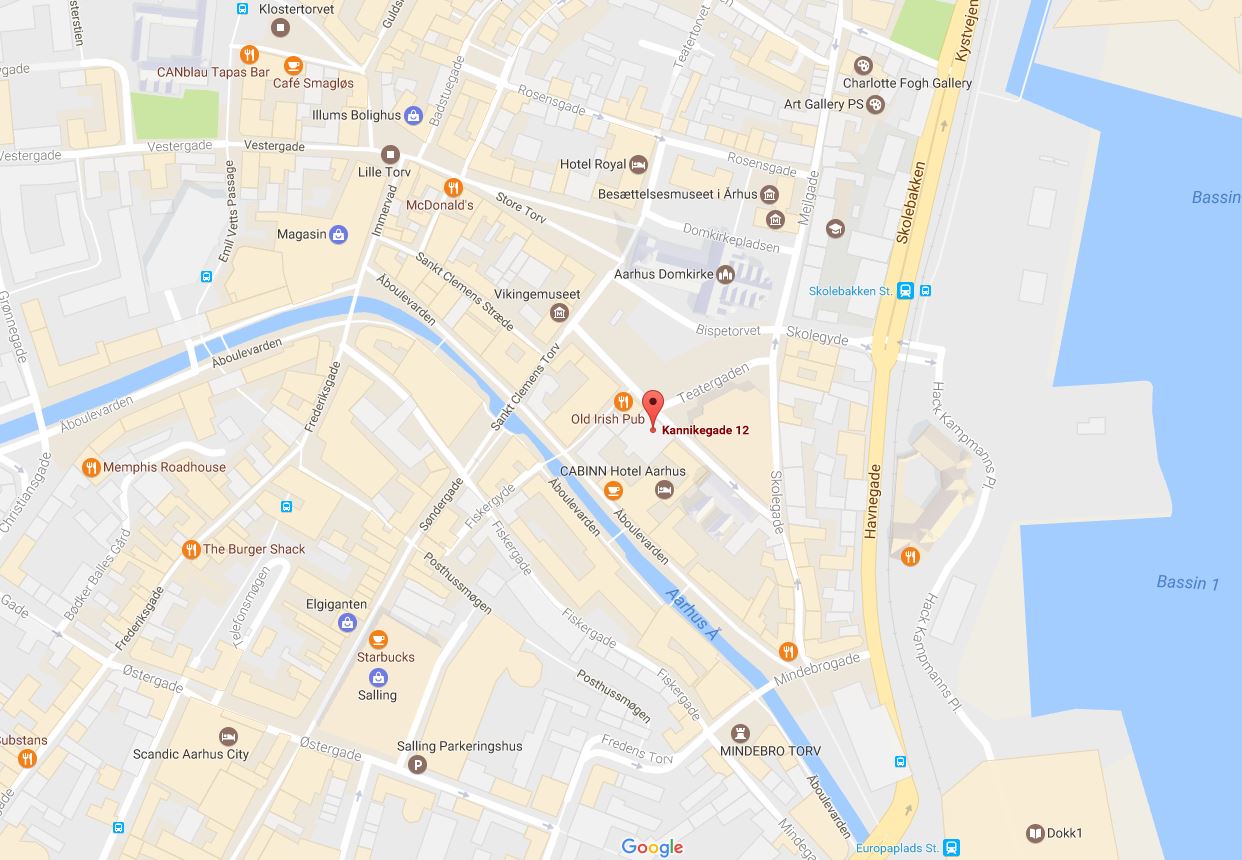 Klostertorvet
Guldsm
Teatertorvet
Kystvejen
CANblau Tapas Bar
Café Smagløs
Badstuegade
Rosensgade
Charlotte Fogh Gallery
Art Gallery PS
Illums Bolighus
Vestergade
Vestergade
Vestergade
Lille Torv
Hotel Royal
Rosensgade
Besættelsesmuseet i Århus
Mejlgade
Skolebakken
Bassin
McDonald's
Store Torv
Immervad
Emil Vetts Passage
Magasin
Domkirkepladsen
Sankt Clemens Stræde
Aarhus Domkirke
Åboulevarden
Vikingemuseet
Skolebakken St.
Grønnegade
Bispetorvet
Skolegyde
Åboulevarden
Sankt Clemens Torv
Teatergaden
Frederiksgade
Hack Kampmanns Pl.
Åboulevarden
Old Irish Pub
Kannikegade 12
Memphis Roadhouse
CABINN Hotel Aarhus
Christiansgade
Søndergade
Fiskergyde
Åboulevarden
Åboulevarden
Skolegade
Havnegade
The Burger Shack
Fiskergade
Bødker Balles Gård
Telefonsmøgen
Posthussmøgen
Aarhus Å
Bassin 1
Gade
Frederiksgade
Elgiganten
Fiskergade
Hack Kampmanns Pl.
Starbucks
Salling
Østergade
Posthussmøgen
Fiskergade
Mindebrogade
Substans
Scandic Aarhus City
Østergade
Salling Parkeringshus
P
Fredens Torv
MINDEBRO TORV
Åboulevarden
Dokk1
Google
Europaplads St.